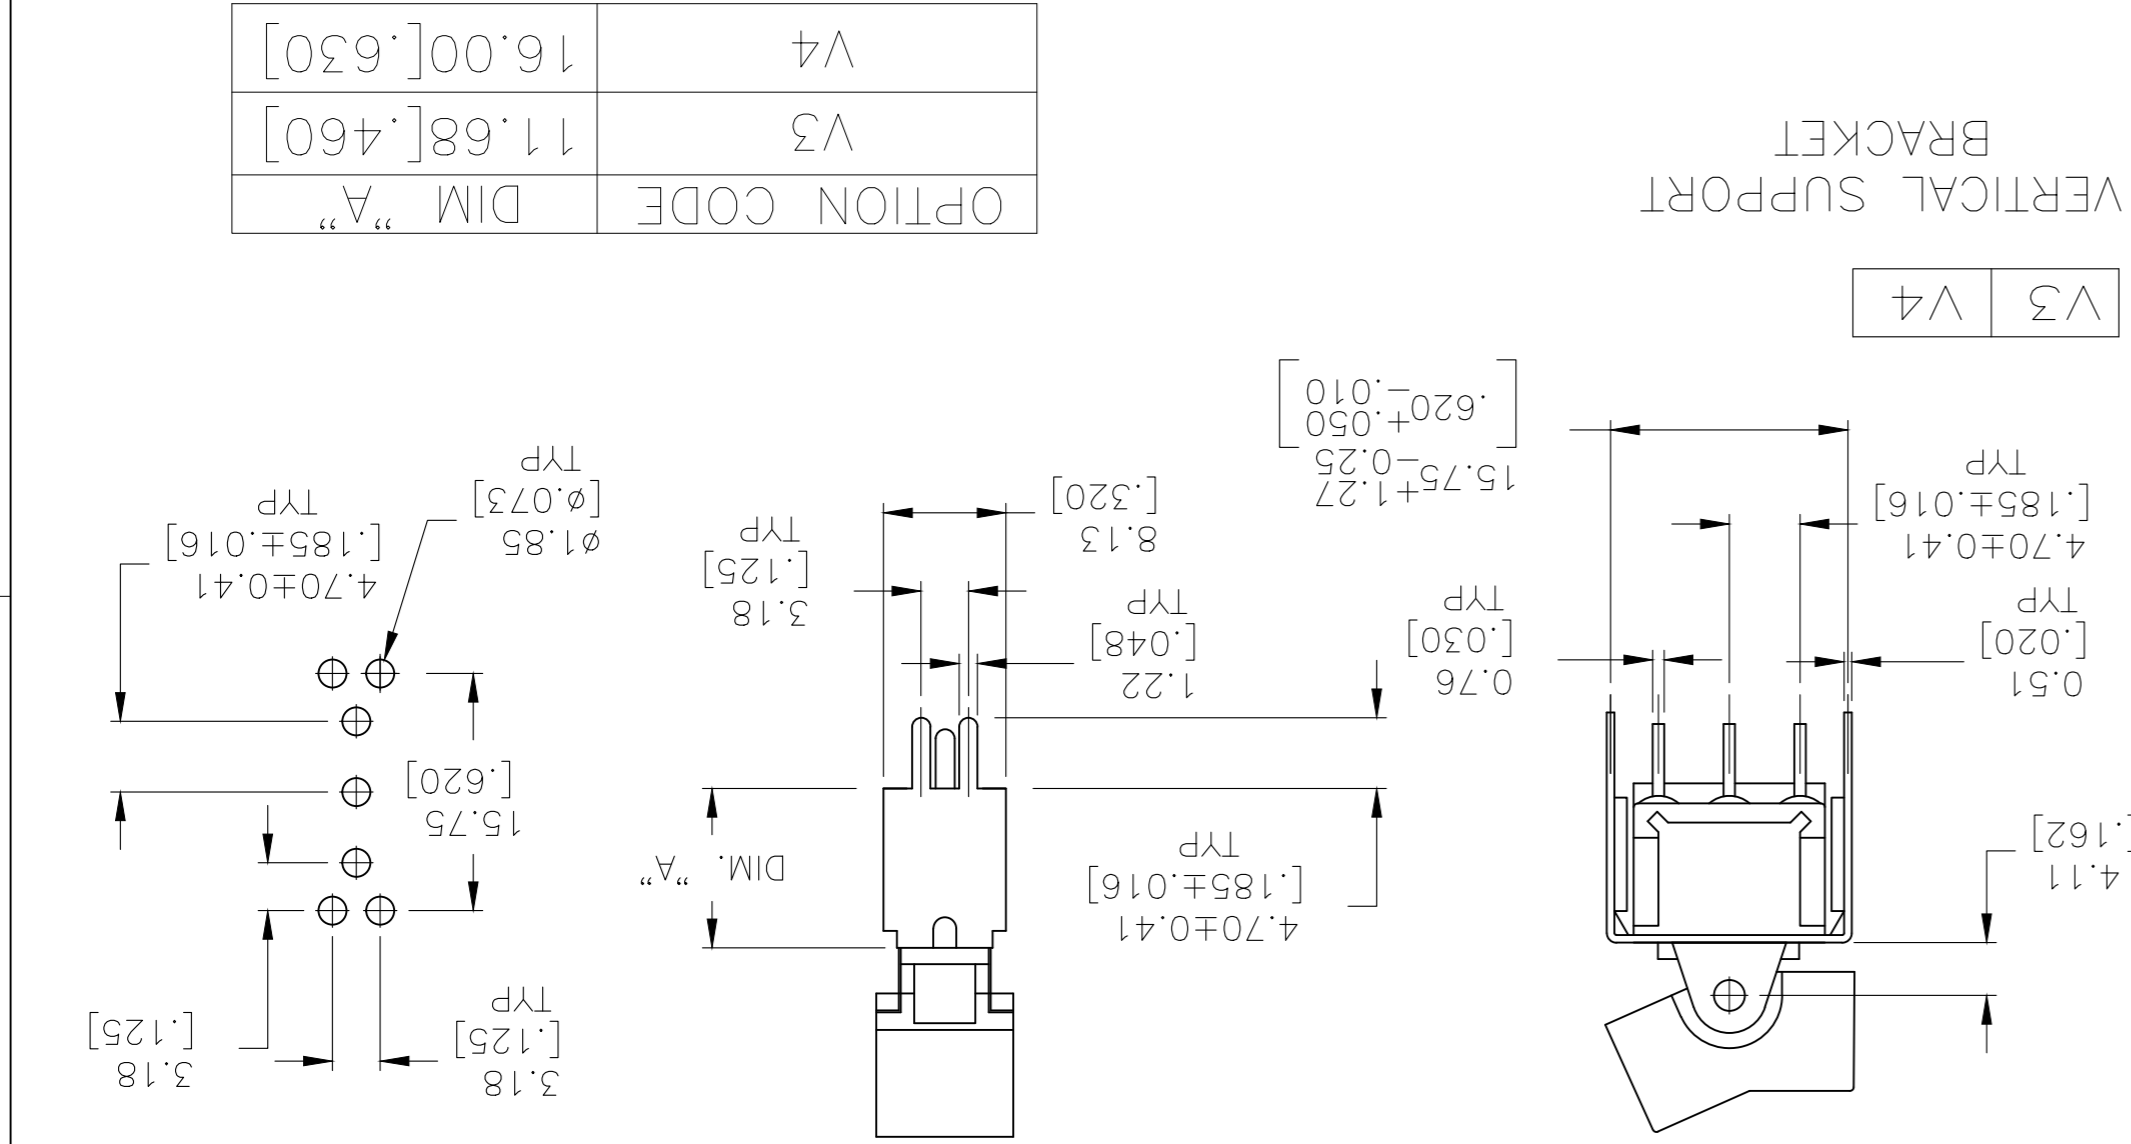 4.11
[.162]
4.70±0.41
[.185±.016]
TYP
3.18
[.125]
TYP
3.18
[.125]
DIM. "A"
15.75
[.620]
0.51
[.020]
TYP
0.76
[.030]
TYP
1.22
[.048]
TYP
3.18
[.125]
TYP
4.70±0.41
[.185±.016]
TYP
8.13
[.320]
Ø1.85
[Ø.073]
TYP
4.70±0.41
[.185±.016]
TYP
15.75+1.27
-0.25
.620+.050
-.010
V3 V4
VERTICAL SUPPORT
BRACKET
OPTION CODE DIM "A"
V3 11.68[.460]
V4 16.00[.630]